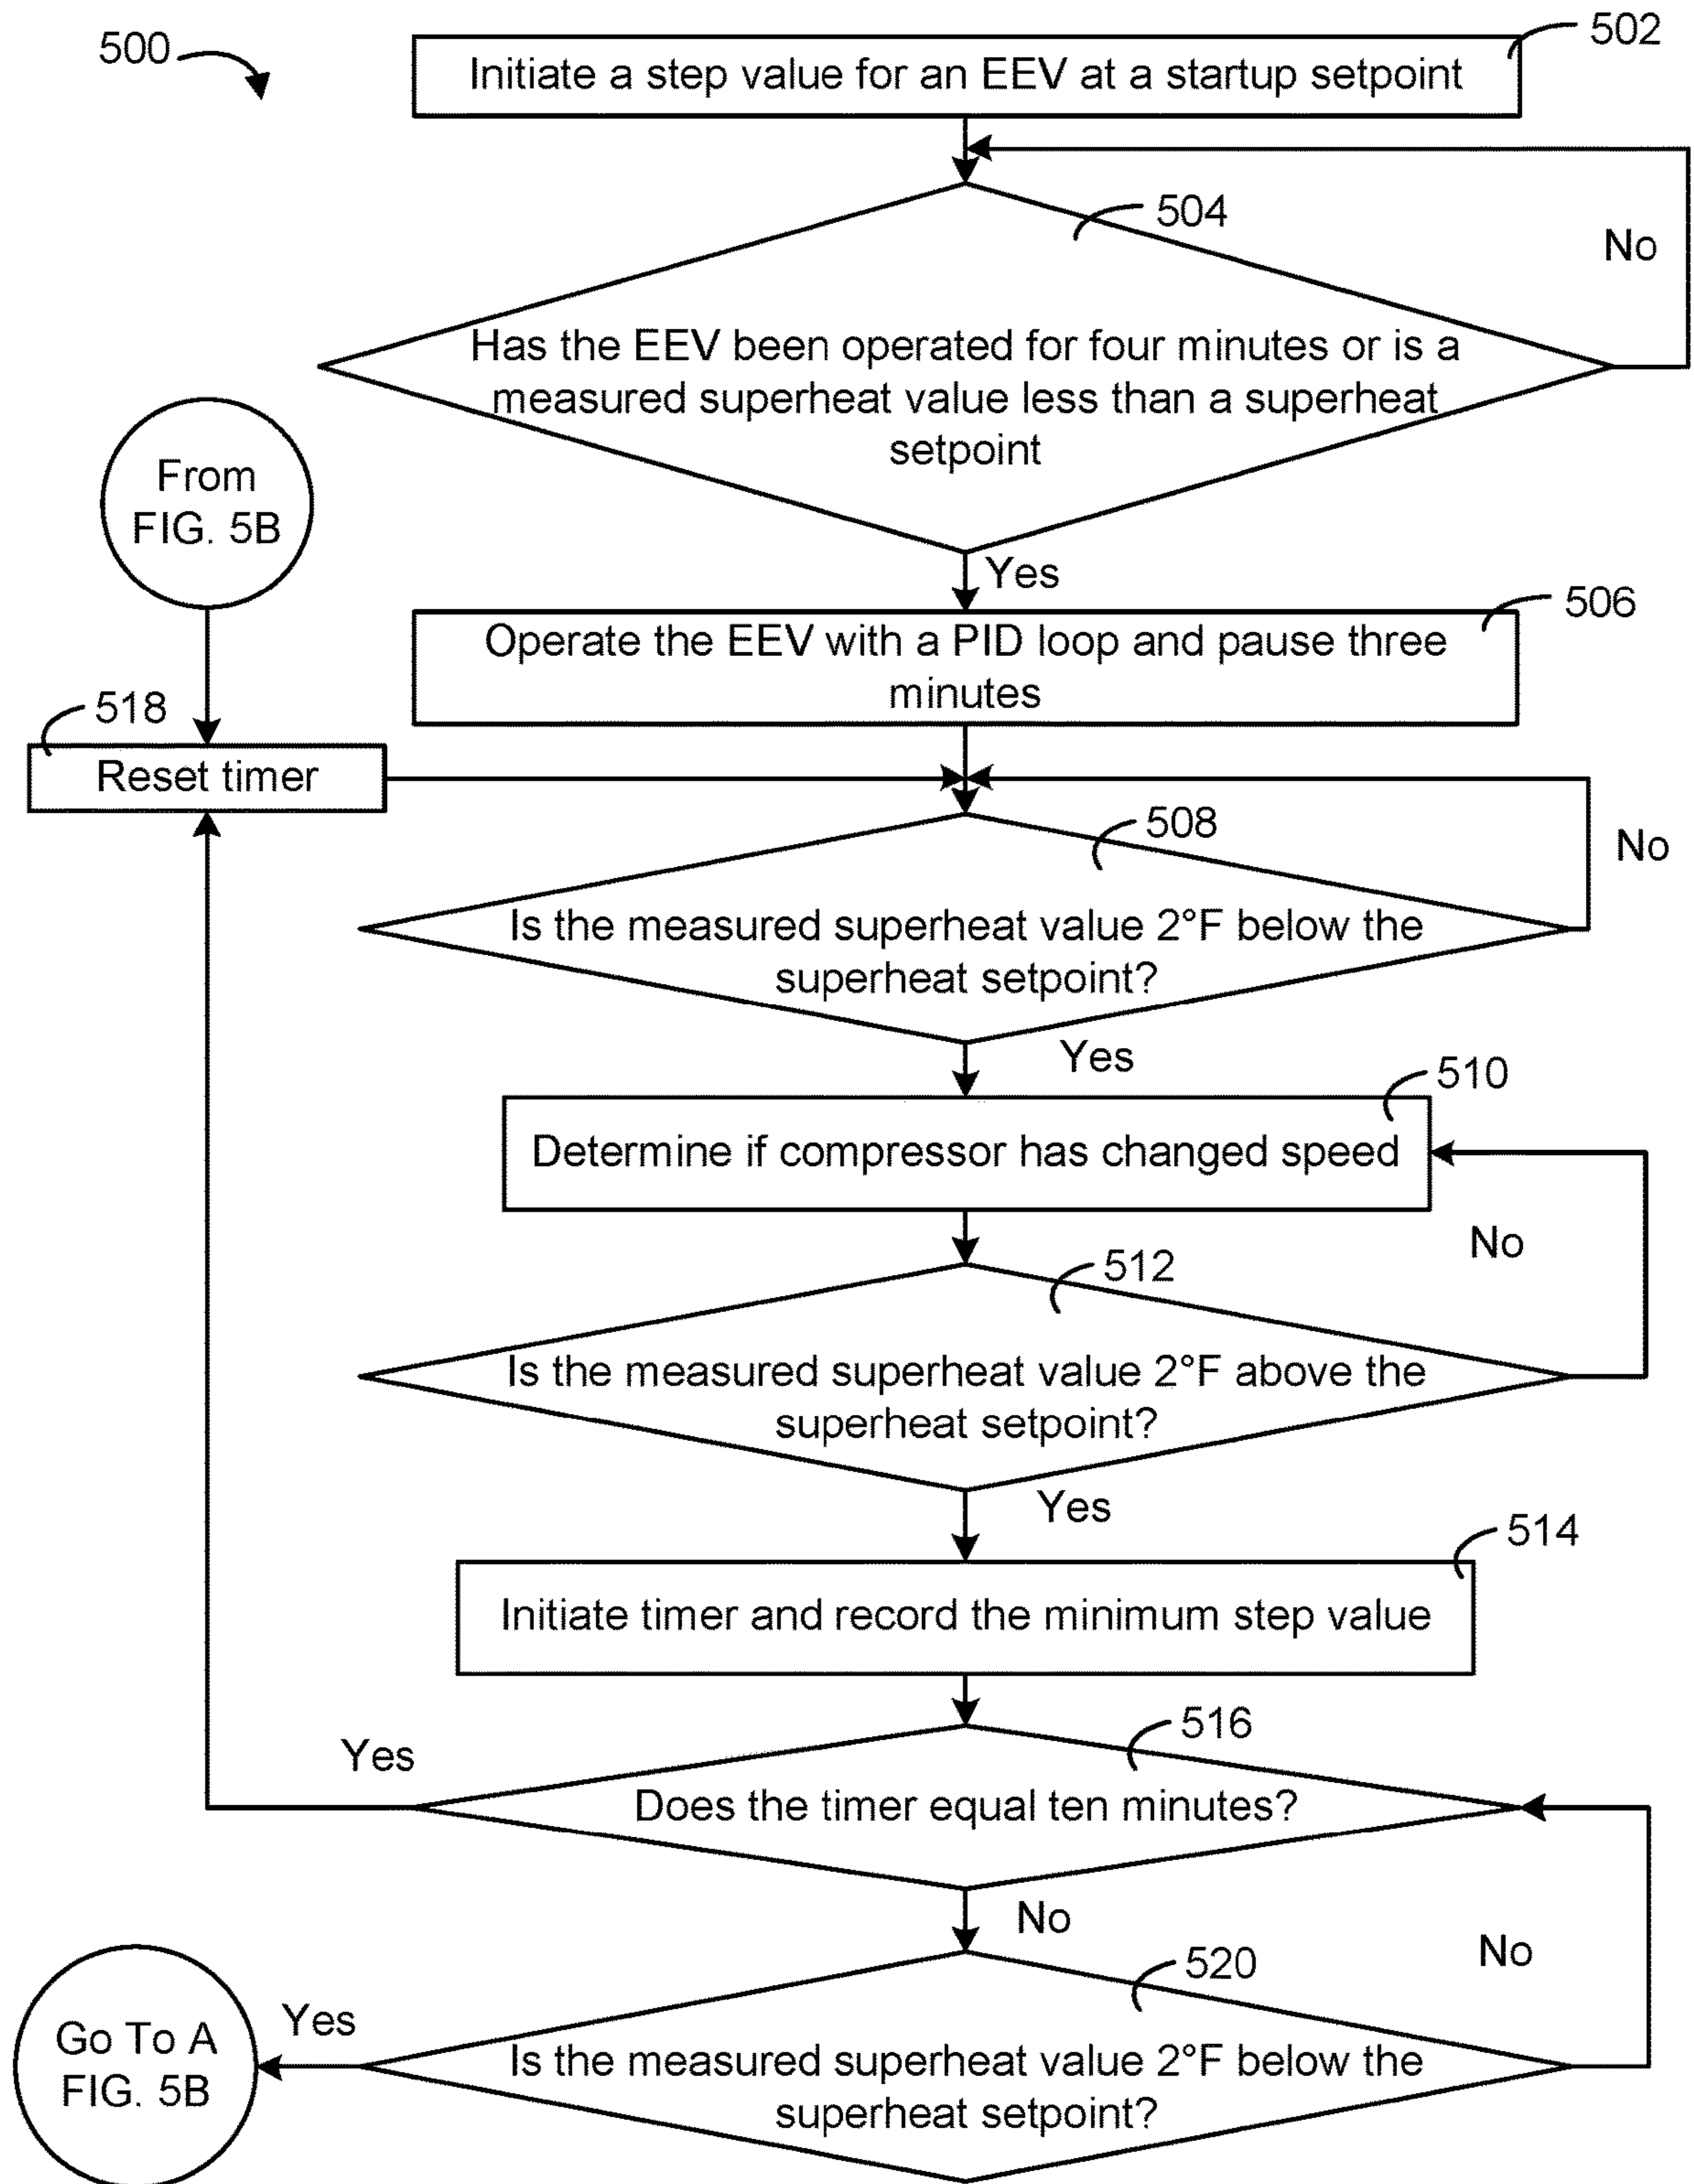 500
502
Initiate a step value for an EEV at a startup setpoint
504
No
Has the EEV been operated for four minutes or is a
measured superheat value less than a superheat
setpoint
From
FIG. 5B
Yes
506
Operate the EEV with a PID loop and pause three
minutes
518
Reset timer
508
No
Is the measured superheat value 2°F below the
superheat setpoint?
Yes
510
Determine if compressor has changed speed
No
512
Is the measured superheat value 2°F above the
superheat setpoint?
Yes
514
Initiate timer and record the minimum step value
516
Yes
Does the timer equal ten minutes?
No
No
520
Yes
Go To A
FIG. 5B
Is the measured superheat value 2°F below the
superheat setpoint?